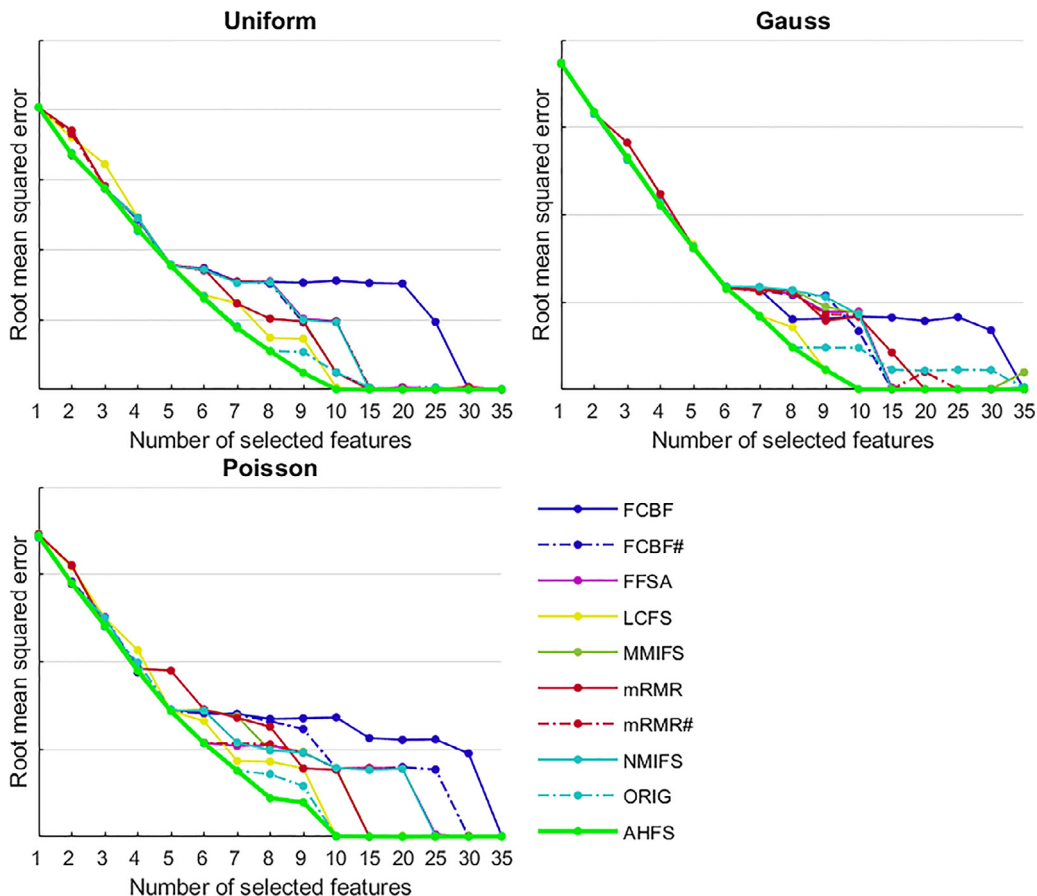 Uniform
Root mean squared error
1 2 3 4 5 6 7 8 9 10 15 20 25 30 35
Number of selected features
Gauss
Root mean squared error
1 2 3 4 5 6 7 8 9 10 15 20 25 30 35
Number of selected features
Poisson
Root mean squared error
1 2 3 4 5 6 7 8 9 10 15 20 25 30 35
Number of selected features
FCBF
FCBF#
FFSA
LCFS
MMIFS
mRMR
mRMR#
NMIFS
ORIG
AHFS